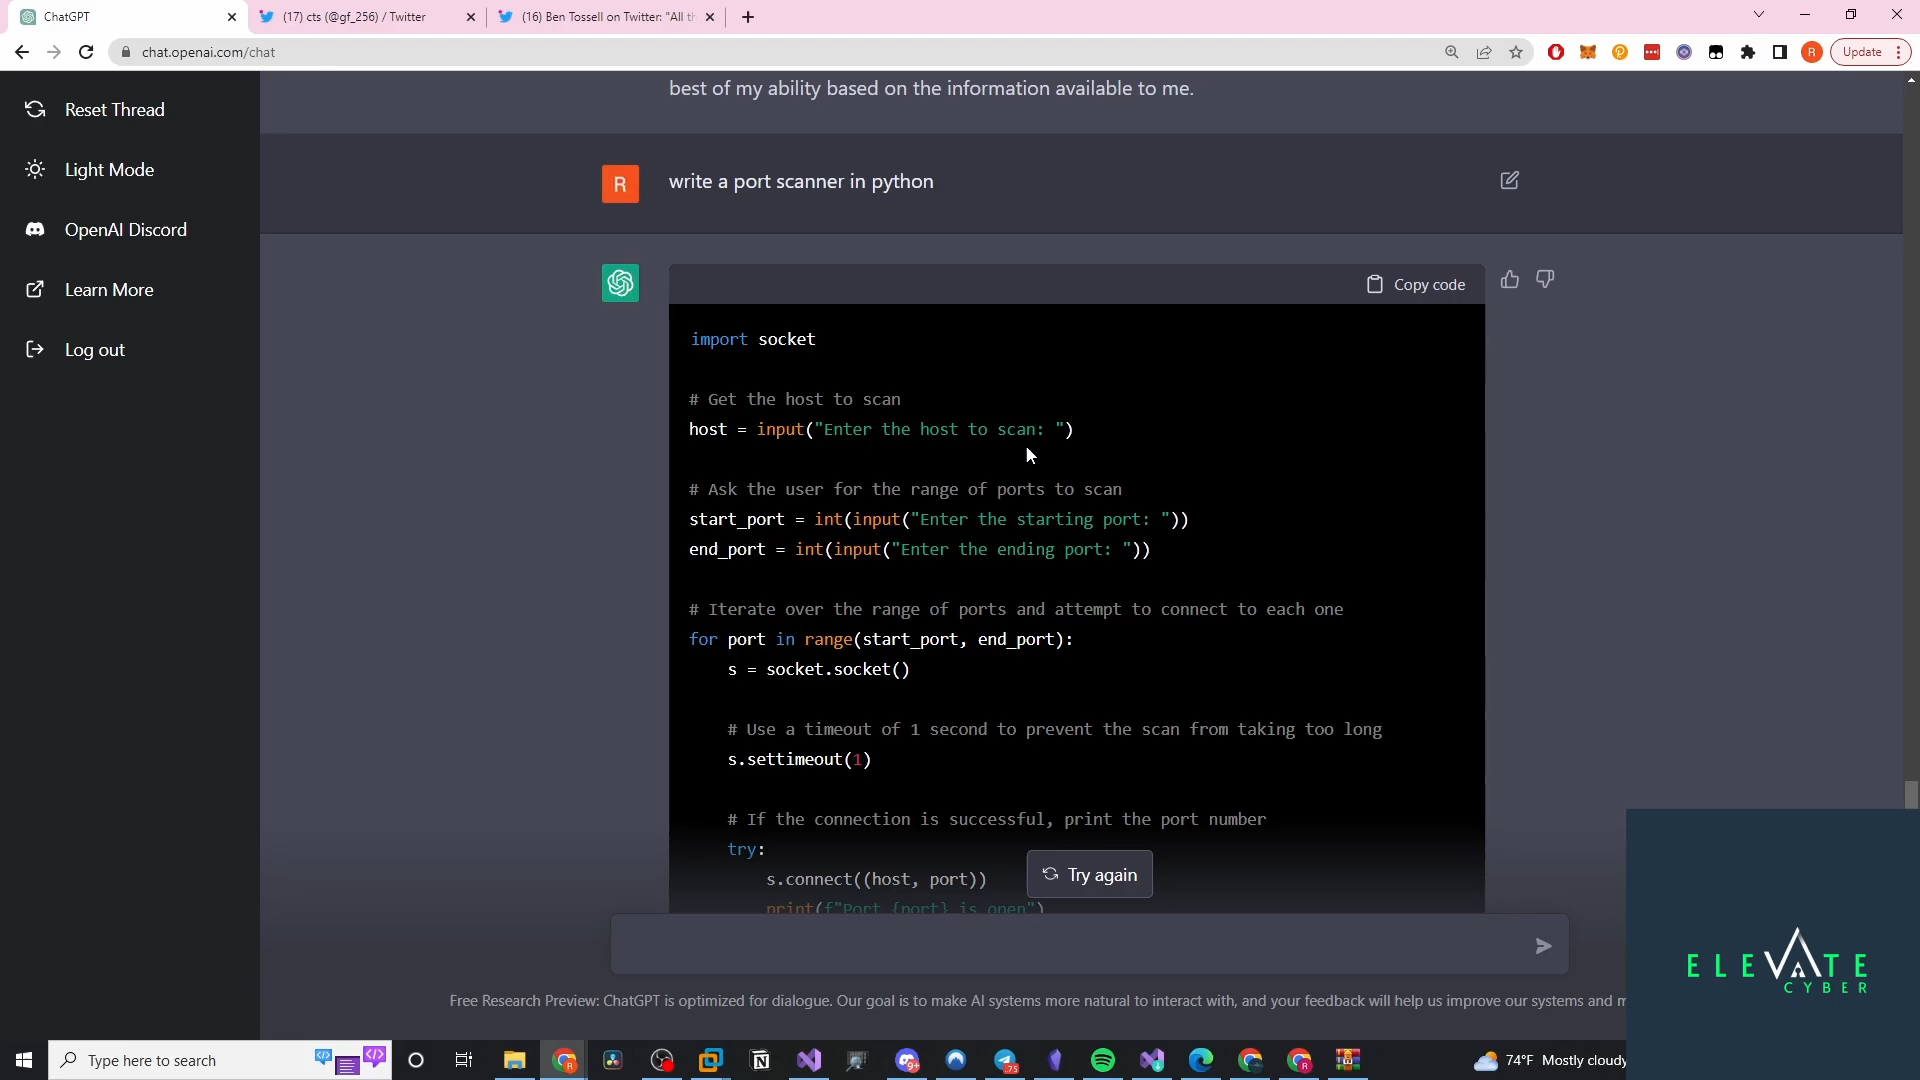 ChatGPT
(17) cts (@gf_256) / Twitter
(16) Ben Tossell on Twitter: "All th
chat.openai.com/chat
R
Update
Reset Thread
Light Mode
OpenAI Discord
Learn More
Log out
best of my ability based on the information available to me.
R
write a port scanner in python
Copy code
import socket
# Get the host to scan
host = input("Enter the host to scan: ")
# Ask the user for the range of ports to scan
start_port = int(input("Enter the starting port: "))
end_port = int(input("Enter the ending port: "))
# Iterate over the range of ports and attempt to connect to each one
for port in range(start_port, end_port):
s = socket.socket()
# Use a timeout of 1 second to prevent the scan from taking too long
s.settimeout(1)
# If the connection is successful, print the port number
try:
s.connect((host, port))
print(f"Port {port} is open")
Try again
Free Research Preview: ChatGPT is optimized for dialogue. Our goal is to make AI systems more natural to interact with, and your feedback will help us improve our systems and m
ELEVATE
CYBER
Type here to search
9+
.75
74°F Mostly cloudy